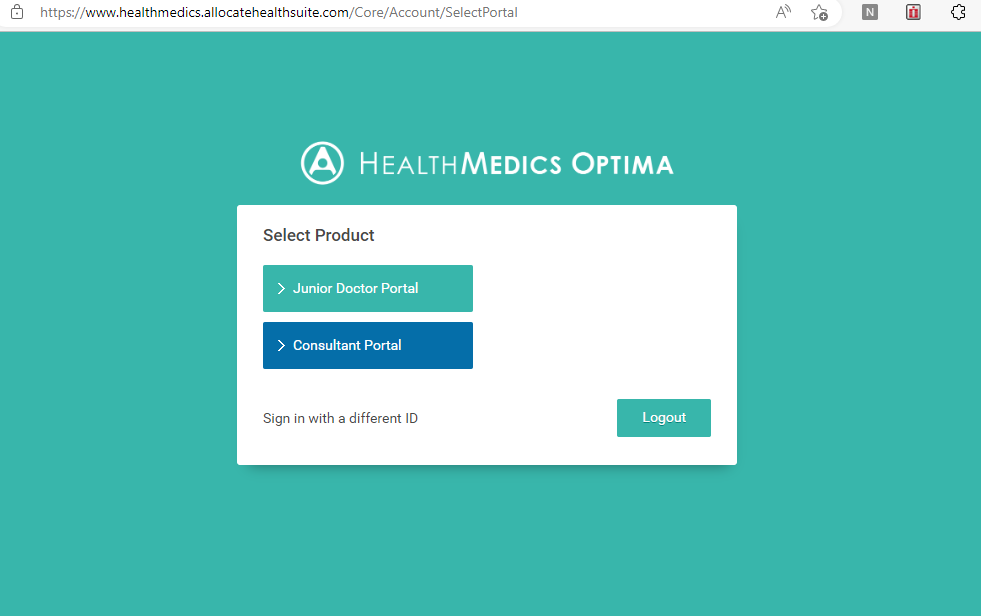 https://www.healthmedics.allocatehealthsuite.com/Core/Account/SelectPortal
A
N
HEALTHMEDICS OPTIMA
Select Product
Junior Doctor Portal
Consultant Portal
Sign in with a different ID
Logout